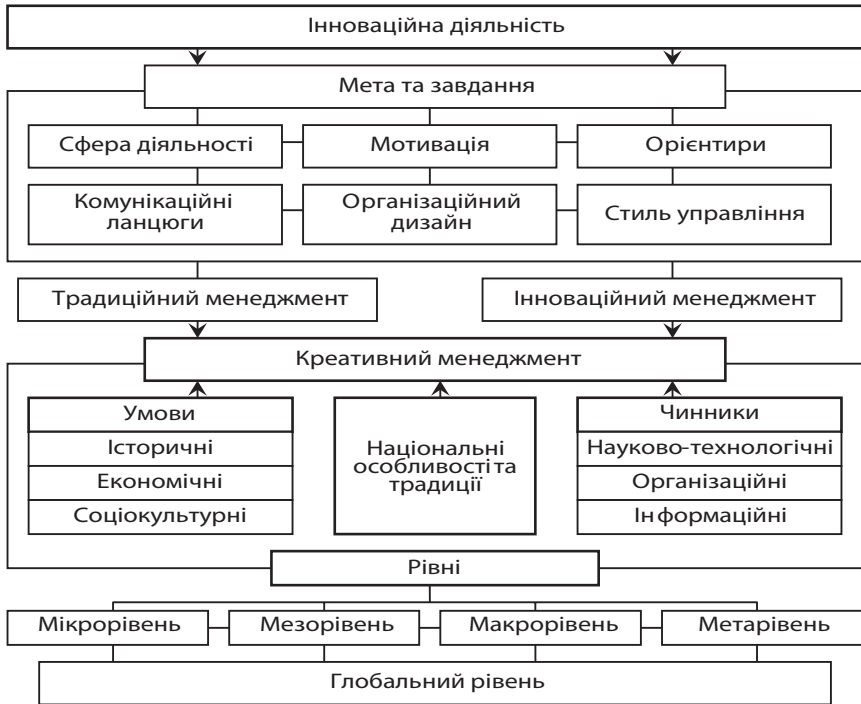 Інноваційна діяльність
Мета та завдання
Сфера діяльності
Мотивація
Орієнтири
Комунікаційні
ланцюги
Організаційний
дизайн
Стиль управління
Традиційний менеджмент
Інноваційний менеджмент
Креативний менеджмент
Умови
Історичні
Економічні
Соціокультурні
Національні
особливості та
традиції
Чинники
Науково-технологічні
Організаційні
Інформаційні
Рівні
Мікрорівень
Мезорівень
Макрорівень
Метарівень
Глобальний рівень